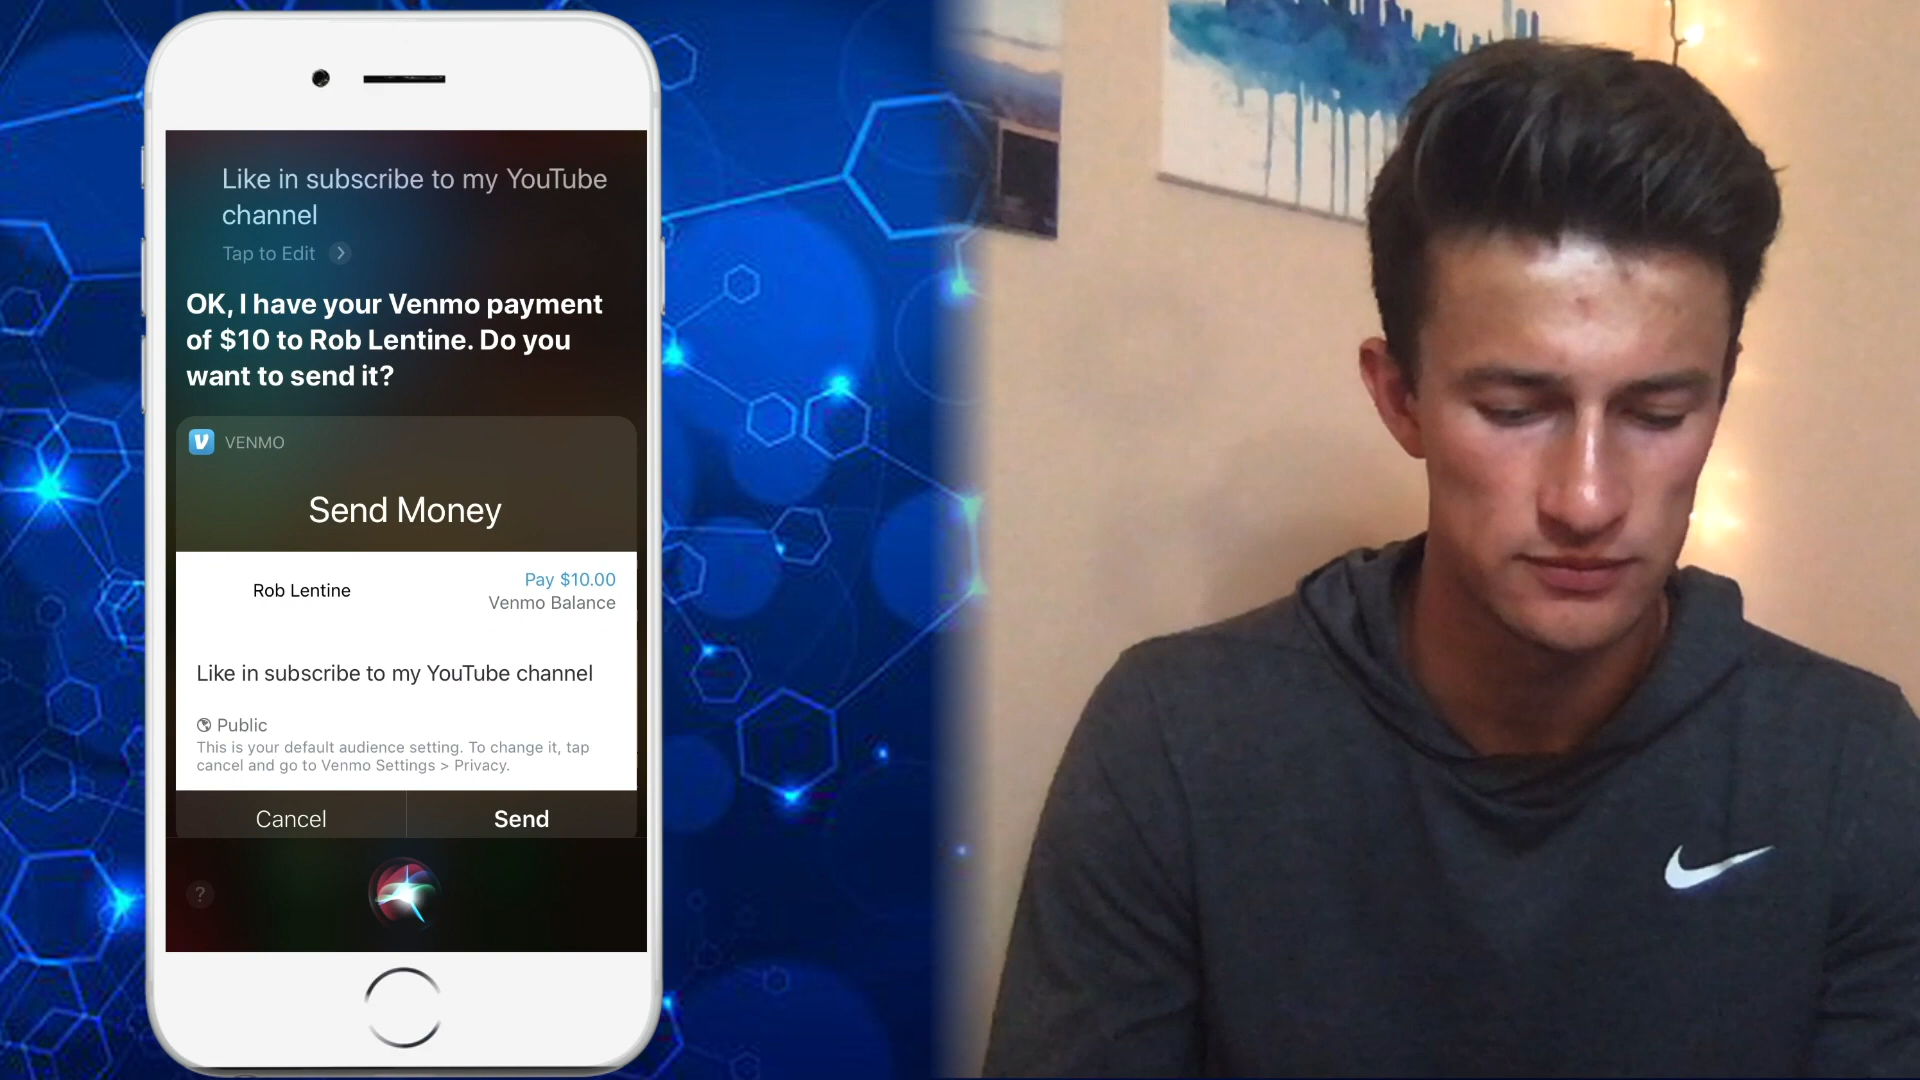 Like in subscribe to my YouTube
channel
Tap to Edit
OK, I have your Venmo payment
of $10 to Rob Lentine. Do you
want to send it?
VENMO
Send Money
Rob Lentine
Pay $10.00
Venmo Balance
Like in subscribe to my YouTube channel
Public
This is your default audience setting. To change it, tap
cancel and go to Venmo Settings > Privacy.
Cancel
Send
?